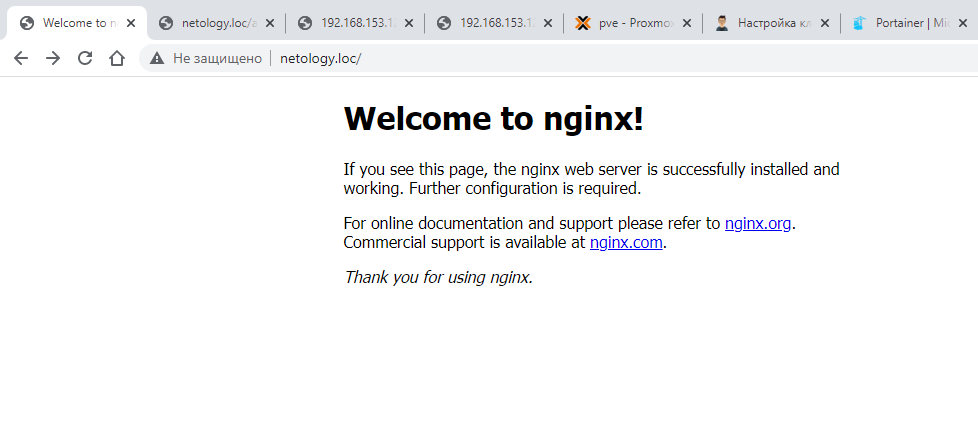 Welcome to n
netology.loc/a
192.168.153.12
192.168.153.1
pve - Proxmox
Настройка кл
Portainer | Mi
Не защищено
netology.loc/
Welcome to nginx!
If you see this page, the nginx web server is successfully installed and
working. Further configuration is required.
For online documentation and support please refer to nginx.org.
Commercial support is available at nginx.com.
Thank you for using nginx.